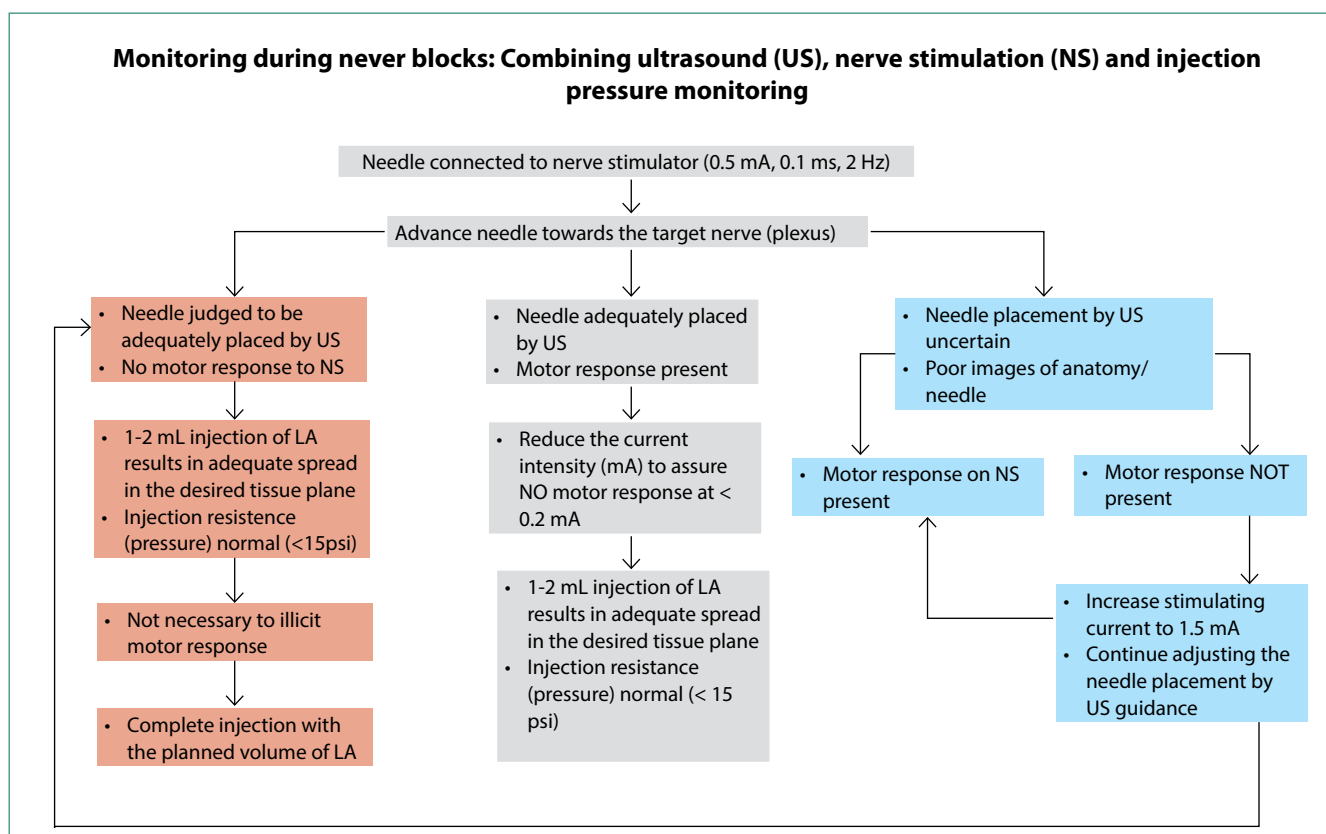 Monitoring during never blocks: Combining ultrasound (US), nerve stimulation (NS) and injection
pressure monitoring
Needle connected to nerve stimulator (0.5 mA, 0.1 ms, 2 Hz)
Advance needle towards the target nerve (plexus)
• Needle judged to be
adequately placed by US
• No motor response to NS
• 1-2 mL injection of LA
results in adequate spread
in the desired tissue plane
• Injection resistence
(pressure) normal (<15psi)
• Not necessary to illicit
motor response
• Complete injection with
the planned volume of LA
• Needle adequately placed
by US
• Motor response present
• Reduce the current
intensity (mA) to assure
NO motor response at <
0.2 mA
• 1-2 mL injection of LA
results in adequate spread
in the desired tissue plane
• Injection resistance
(pressure) normal (< 15
psi)
• Needle placement by US
uncertain
• Poor images of anatomy/
needle
• Motor response on NS
present
• Motor response NOT
present
• Increase stimulating
current to 1.5 mA
• Continue adjusting the
needle placement by
US guidance